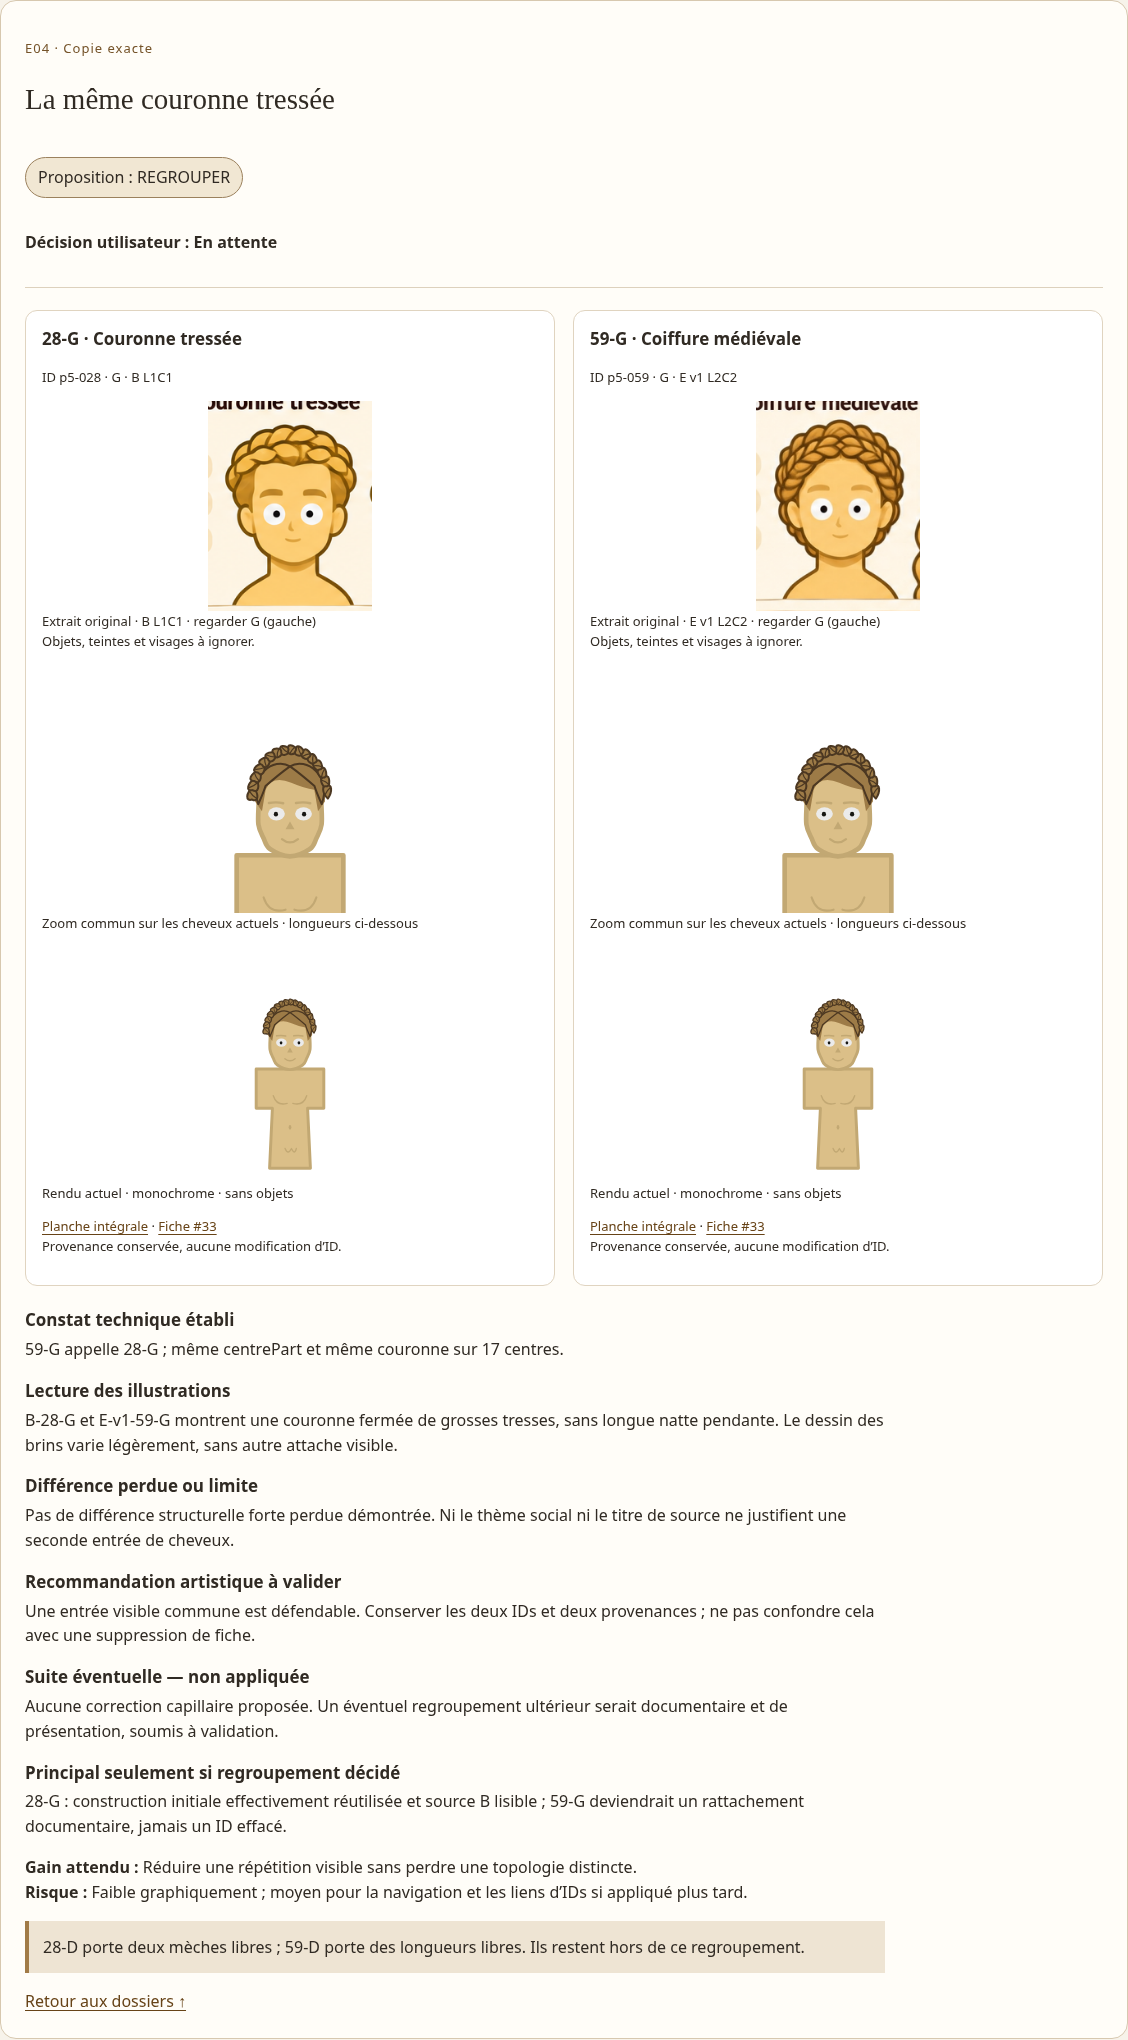 E04 · Copie exacte
La même couronne tressée
Proposition : REGROUPER
Décision utilisateur : En attente
28-G · Couronne tressée
ID p5-028 · G · B L1C1
ouronne tressée
Extrait original · B L1C1 · regarder G (gauche)
Objets, teintes et visages à ignorer.
Zoom commun sur les cheveux actuels · longueurs ci-dessous
Rendu actuel · monochrome · sans objets
Planche intégrale · Fiche #33
Provenance conservée, aucune modification d’ID.
59-G · Coiffure médiévale
ID p5-059 · G · E v1 L2C2
oiffure médiévale
Extrait original · E v1 L2C2 · regarder G (gauche)
Objets, teintes et visages à ignorer.
Zoom commun sur les cheveux actuels · longueurs ci-dessous
Rendu actuel · monochrome · sans objets
Planche intégrale · Fiche #33
Provenance conservée, aucune modification d’ID.
Constat technique établi
59-G appelle 28-G ; même centrePart et même couronne sur 17 centres.
Lecture des illustrations
B-28-G et E-v1-59-G montrent une couronne fermée de grosses tresses, sans longue natte pendante. Le dessin des
brins varie légèrement, sans autre attache visible.
Différence perdue ou limite
Pas de différence structurelle forte perdue démontrée. Ni le thème social ni le titre de source ne justifient une
seconde entrée de cheveux.
Recommandation artistique à valider
Une entrée visible commune est défendable. Conserver les deux IDs et deux provenances ; ne pas confondre cela
avec une suppression de fiche.
Suite éventuelle — non appliquée
Aucune correction capillaire proposée. Un éventuel regroupement ultérieur serait documentaire et de
présentation, soumis à validation.
Principal seulement si regroupement décidé
28-G : construction initiale effectivement réutilisée et source B lisible ; 59-G deviendrait un rattachement
documentaire, jamais un ID effacé.
Gain attendu : Réduire une répétition visible sans perdre une topologie distincte.
Risque : Faible graphiquement ; moyen pour la navigation et les liens d’IDs si appliqué plus tard.
28-D porte deux mèches libres ; 59-D porte des longueurs libres. Ils restent hors de ce regroupement.
Retour aux dossiers ↑